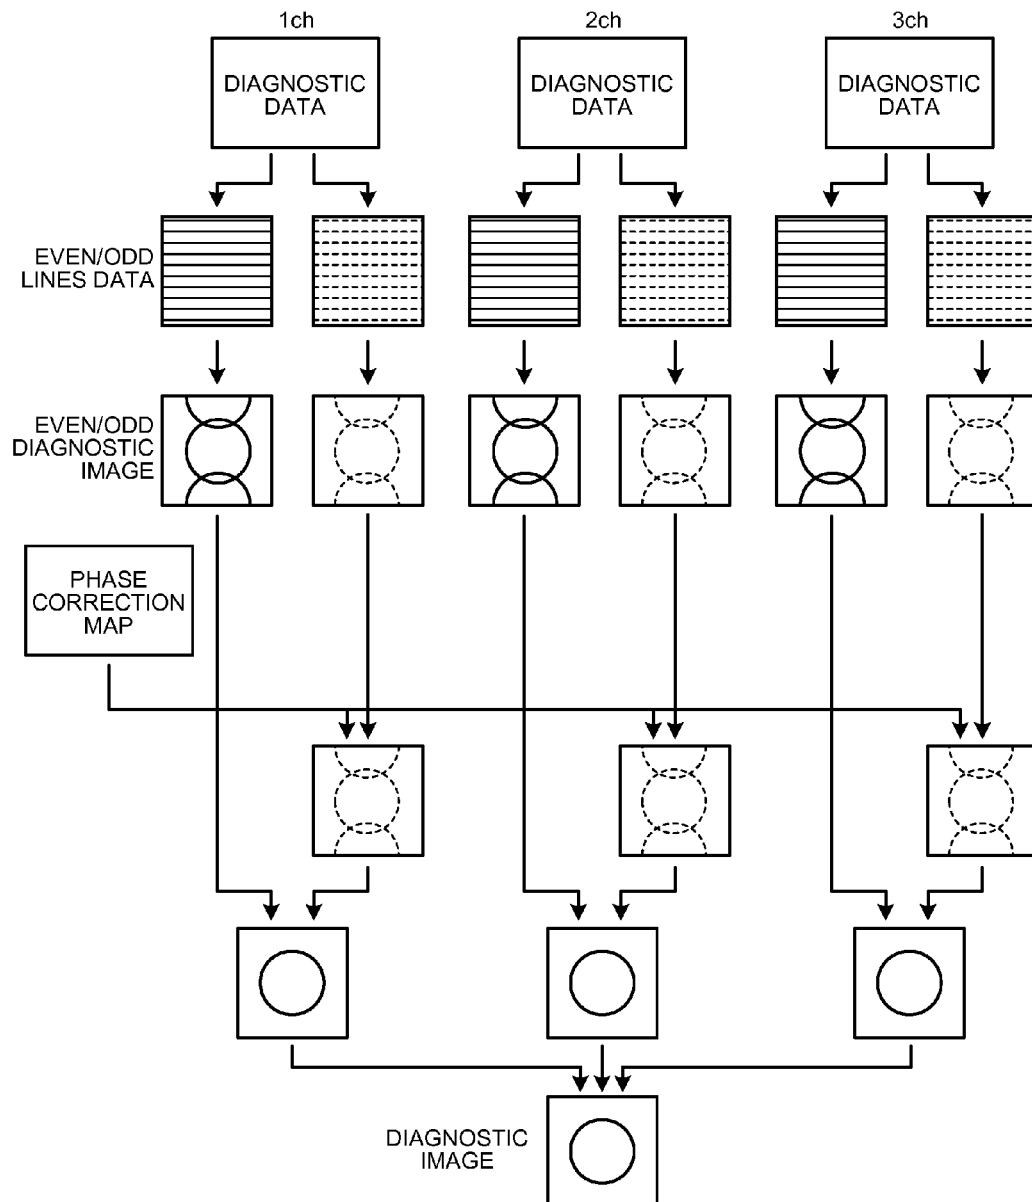 1ch 2ch 3ch
DIAGNOSTIC
DATA
DIAGNOSTIC
DATA
DIAGNOSTIC
DATA
EVEN/ODD
LINES DATA
EVEN/ODD
DIAGNOSTIC
IMAGE
PHASE
CORRECTION
MAP
DIAGNOSTIC
IMAGE